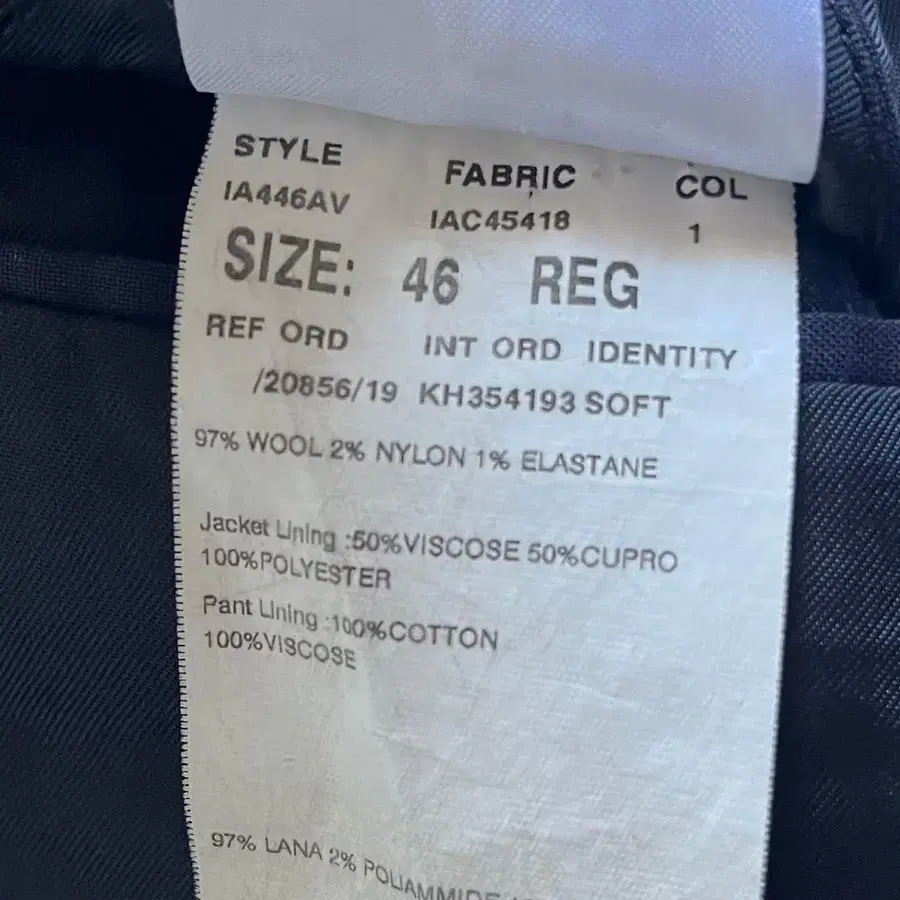 STYLE FABRIC COL
IA446AV IAC45418 1
SIZE: 46 REG
REF ORD INT ORD IDENTITY
/20856/19 KH354193 SOFT
97% WOOL 2% NYLON 1% ELASTANE
Jacket Lining :50%VISCOSE 50%CUPRO
100%POLYESTER
Pant Lining :100%COTTON
100%VISCOSE
97% LANA 2% POLIAMMIDE